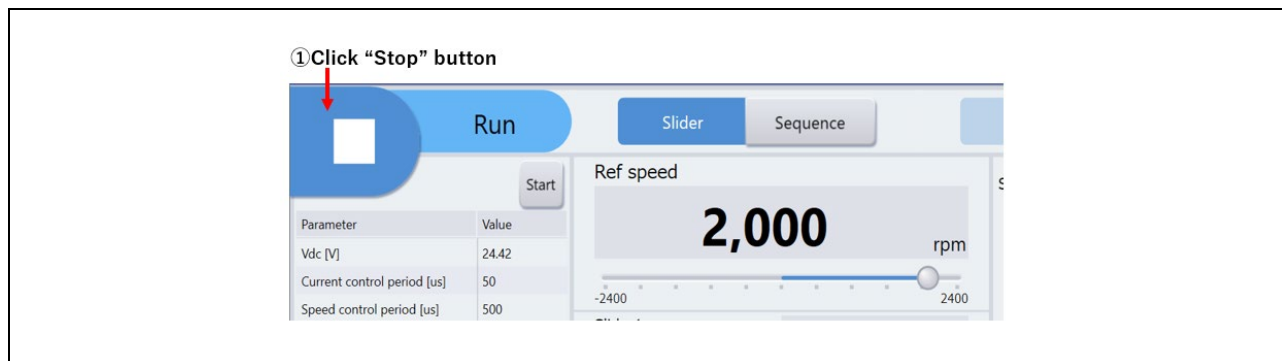 ①Click “Stop” button
Run
Slider
Sequence
Start
Ref speed
2,000
rpm
-2400
2400
Parameter Value
Vdc [V] 24.42
Current control period [us] 50
Speed control period [us] 500